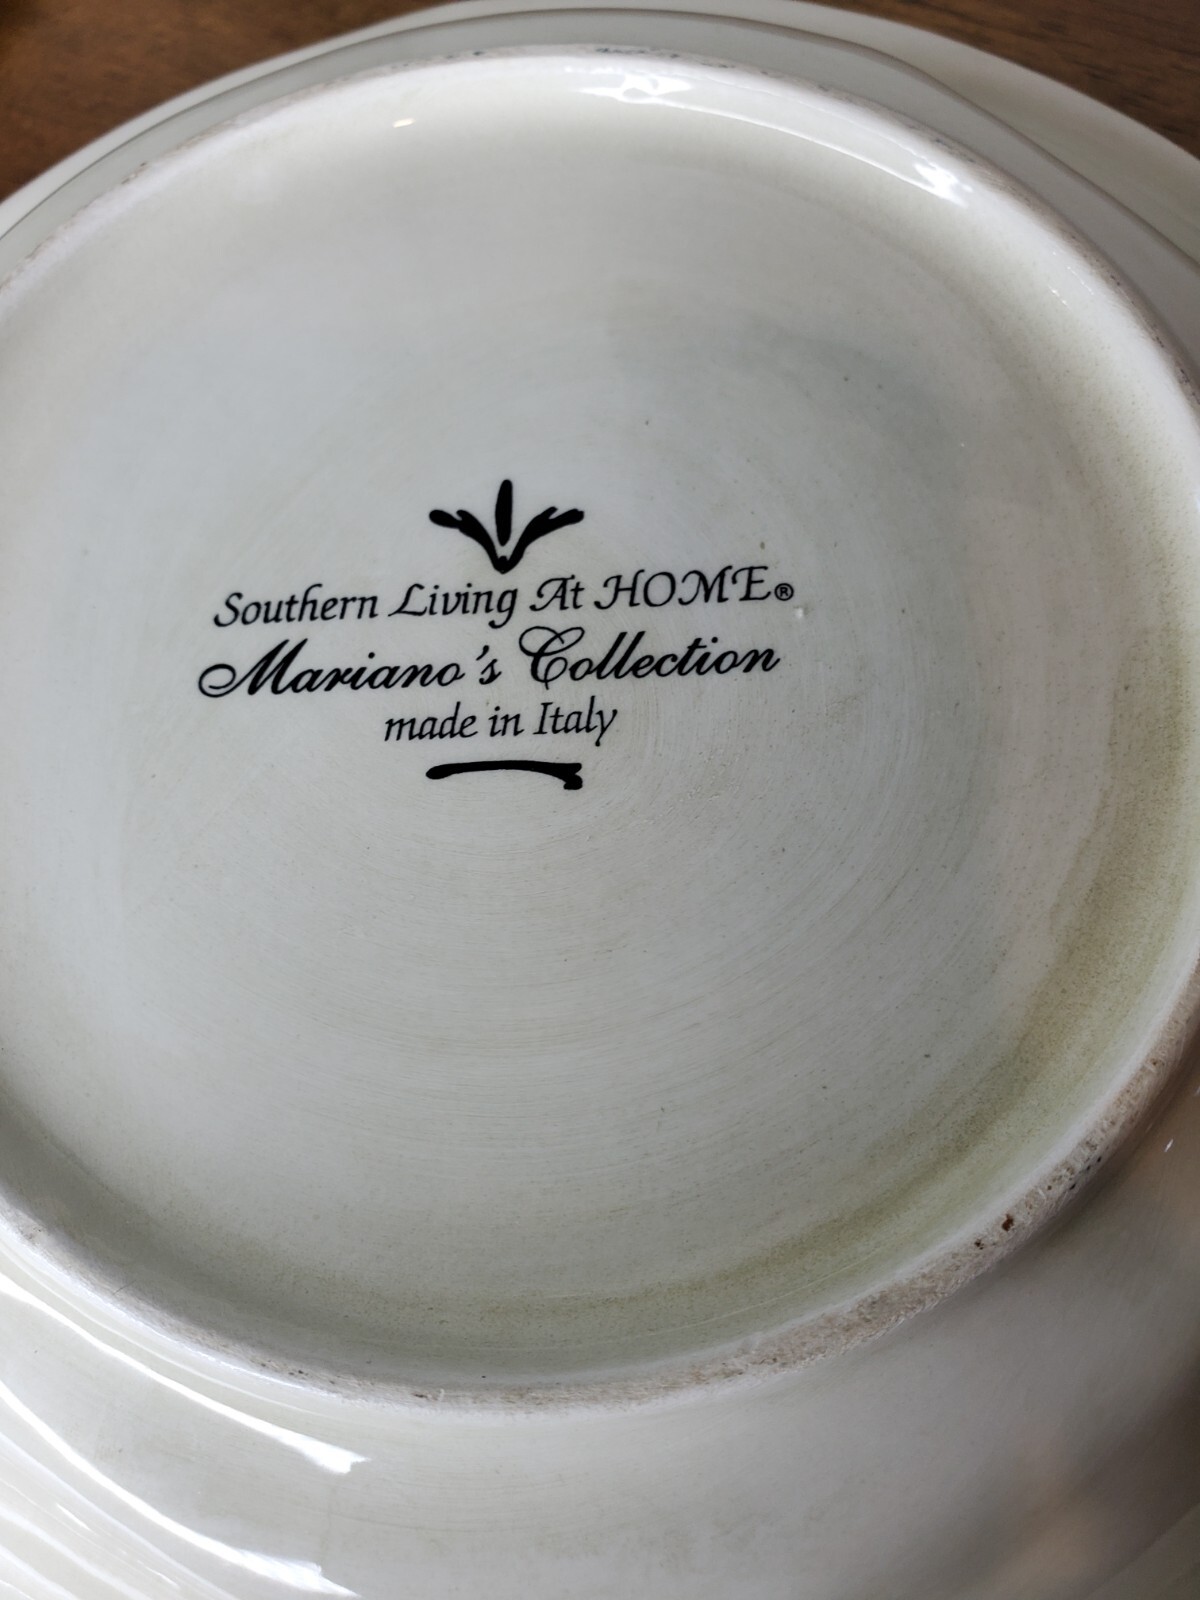 Southern Living At HOME®
Mariano's Collection
made in Italy